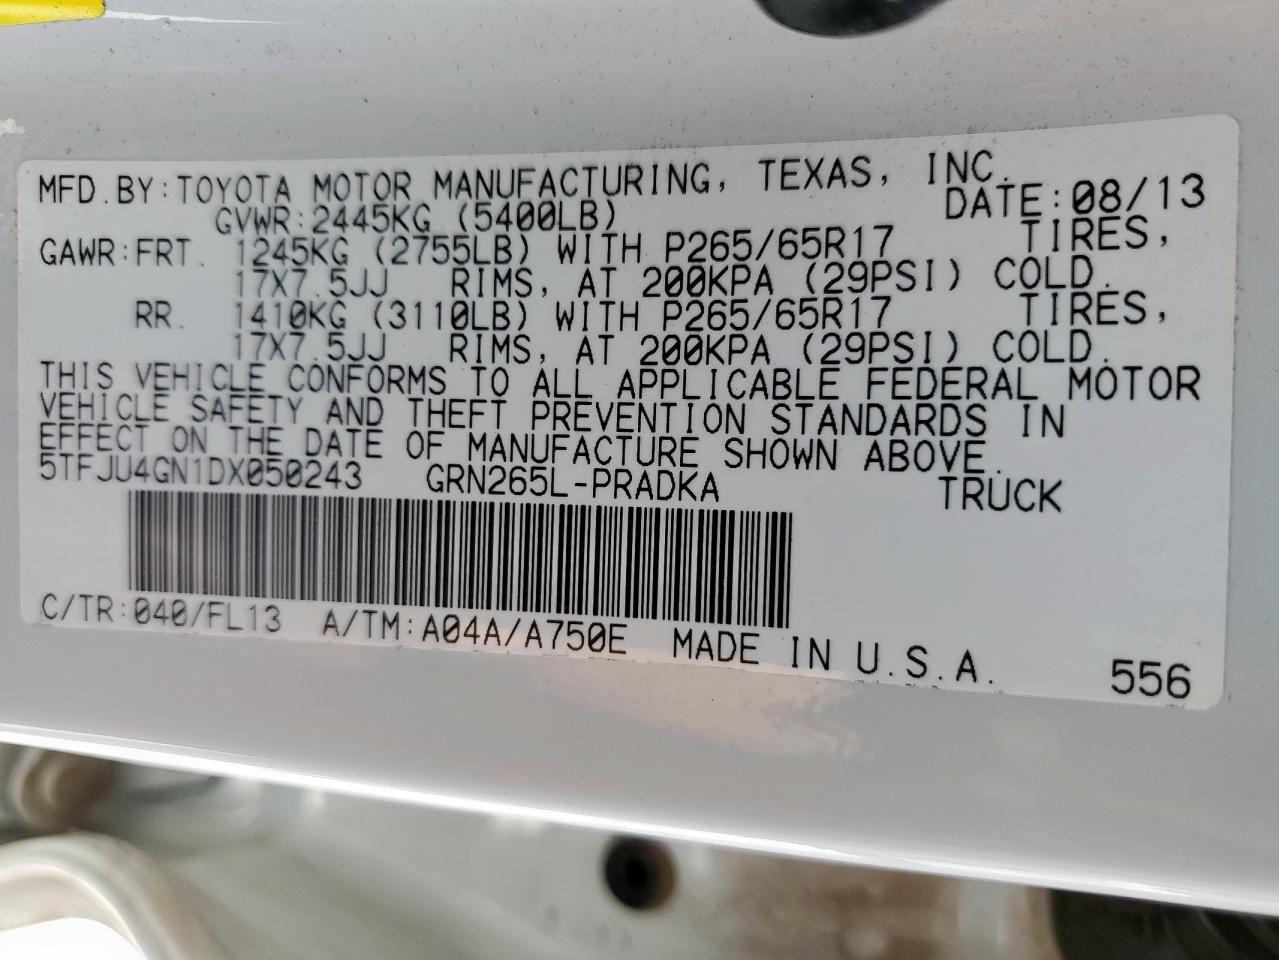 MFD. BY: TOYOTA MOTOR MANUFACTURING, TEXAS, INC.
GVWR: 2445KG (5400LB) DATE: 08/13
GAWR: FRT. 1245KG (2755LB) WITH P265/65R17 TIRES,
17X7.5JJ RIMS, AT 200KPA (29PSI) COLD.
RR. 1410KG (3110LB) WITH P265/65R17 TIRES,
17X7.5JJ RIMS, AT 200KPA (29PSI) COLD.
THIS VEHICLE CONFORMS TO ALL APPLICABLE FEDERAL MOTOR
VEHICLE SAFETY AND THEFT PREVENTION STANDARDS IN
EFFECT ON THE DATE OF MANUFACTURE SHOWN ABOVE.
5TFJU4GN1DX050243 GRN265L-PRADKA TRUCK
C/TR: 040/FL13 A/TM: A04A/A750E MADE IN U.S.A. 556